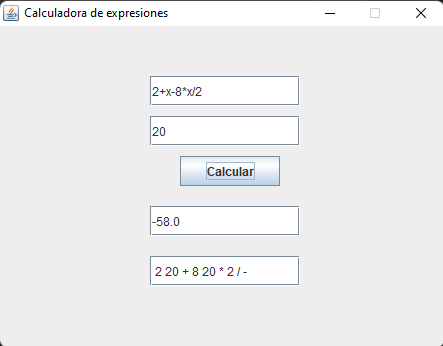 Calculadora de expresiones
2+x-8*x/2
20
Calcular
-58.0
2 20 + 8 20 * 2 / -